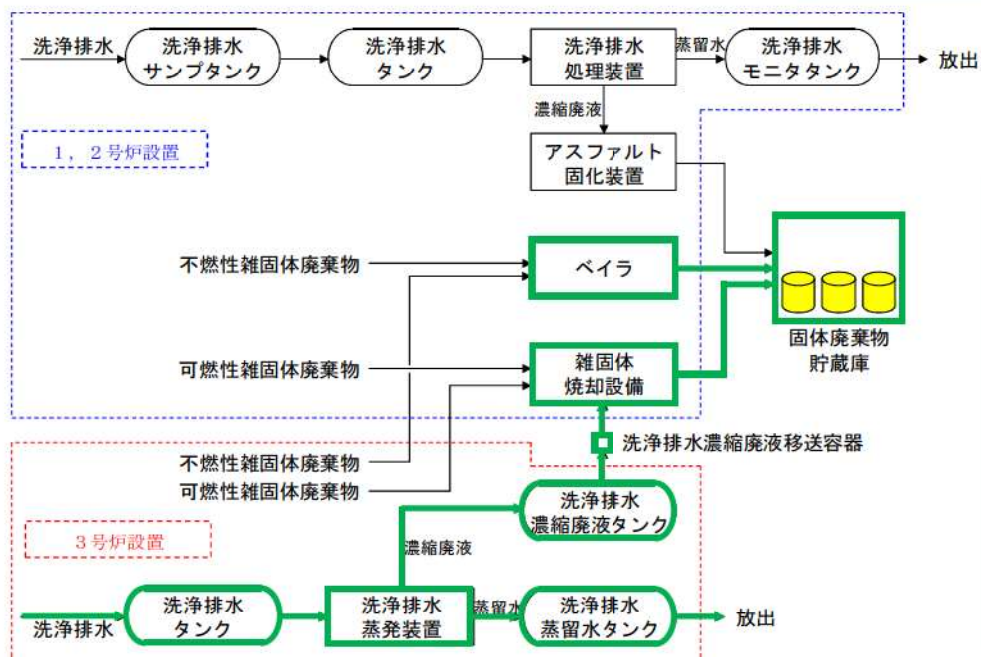 洗浄排水
洗浄排水
サンプタンク
洗浄排水
タンク
洗浄排水
処理装置
蒸留水
洗浄排水
モニタタンク
放出
濃縮廃液
1，2号炉設置
アスファルト
固化装置
不燃性雑固体廃棄物
ベイラ
固体廃棄物
貯蔵庫
可燃性雑固体廃棄物
雑固体
焼却設備
洗浄排水濃縮廃液移送容器
不燃性雑固体廃棄物
可燃性雑固体廃棄物
洗浄排水
濃縮廃液タンク
3号炉設置
濃縮廃液
洗浄排水
洗浄排水
タンク
洗浄排水
蒸発装置
蒸留水
洗浄排水
蒸留水タンク
放出